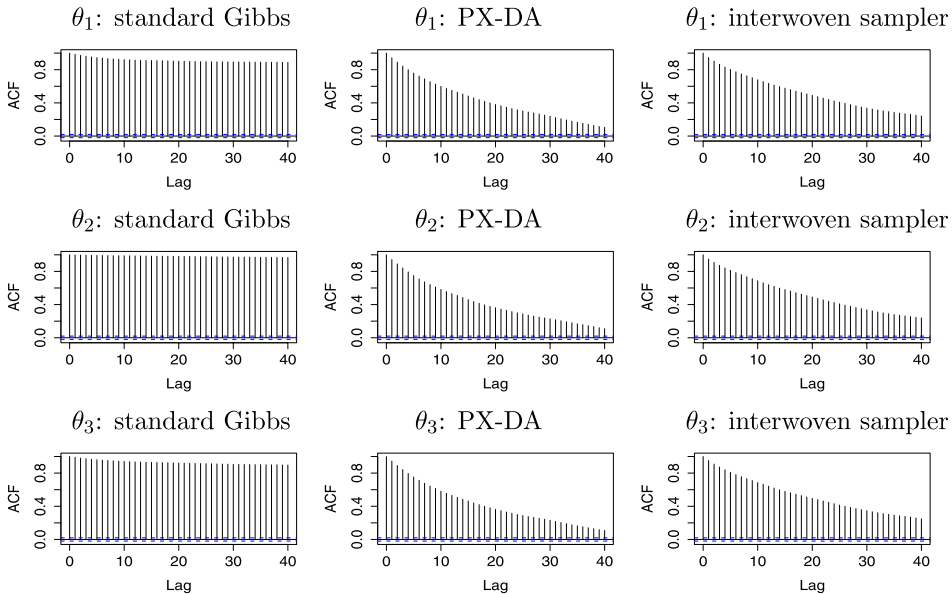 θ₁: standard Gibbs
θ₁: PX-DA
θ₁: interwoven sampler
ACF
0.0 0.4 0.8
0 10 20 30 40
Lag
ACF
0.0 0.4 0.8
0 10 20 30 40
Lag
ACF
0.0 0.4 0.8
0 10 20 30 40
Lag
θ₂: standard Gibbs
θ₂: PX-DA
θ₂: interwoven sampler
ACF
0.0 0.4 0.8
0 10 20 30 40
Lag
ACF
0.0 0.4 0.8
0 10 20 30 40
Lag
ACF
0.0 0.4 0.8
0 10 20 30 40
Lag
θ₃: standard Gibbs
θ₃: PX-DA
θ₃: interwoven sampler
ACF
0.0 0.4 0.8
0 10 20 30 40
Lag
ACF
0.0 0.4 0.8
0 10 20 30 40
Lag
ACF
0.0 0.4 0.8
0 10 20 30 40
Lag